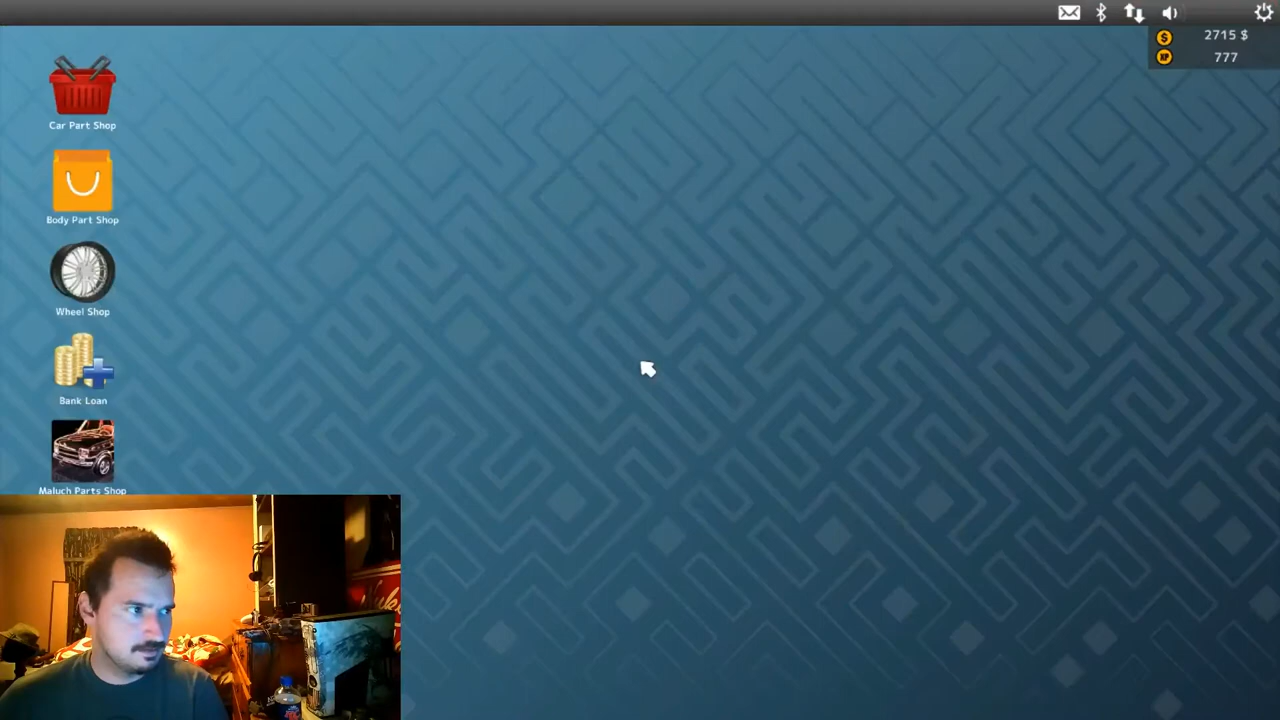 2715 $
777
Car Part Shop
Body Part Shop
Wheel Shop
Bank Loan
Maluch Parts Shop